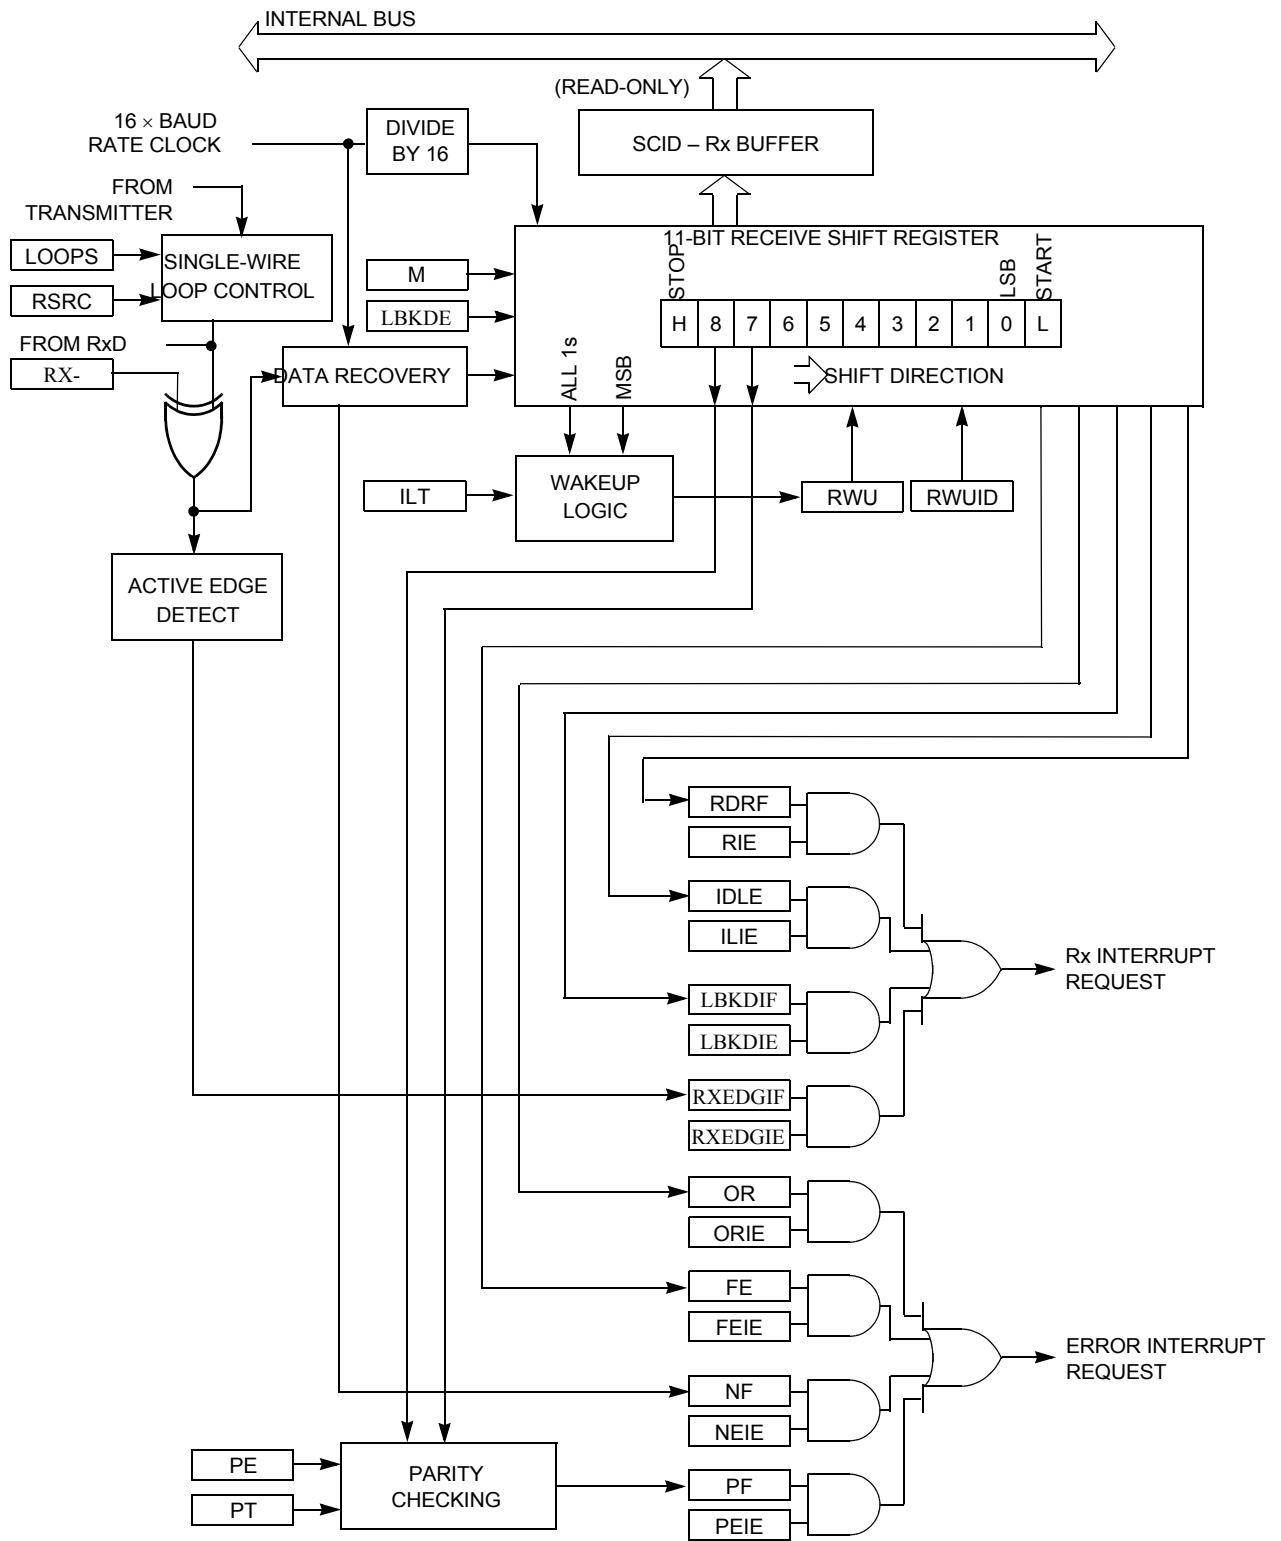 INTERNAL BUS
(READ-ONLY)
16 × BAUD
RATE CLOCK
DIVIDE
BY 16
SCID – Rx BUFFER
FROM
TRANSMITTER
LOOPS
RSRC
SINGLE-WIRE
LOOP CONTROL
M
LBKDE
11-BIT RECEIVE SHIFT REGISTER
STOP
LSB
START
H 8 7 6 5 4 3 2 1 0 L
FROM RxD
RX-
DATA RECOVERY
ALL 1s
MSB
SHIFT DIRECTION
ILT
WAKEUP
LOGIC
RWU
RWUID
ACTIVE EDGE
DETECT
RDRF
RIE
IDLE
ILIE
Rx INTERRUPT
REQUEST
LBKDIF
LBKDIE
RXEDGIF
RXEDGIE
OR
ORIE
FE
FEIE
ERROR INTERRUPT
REQUEST
NF
NEIE
PE
PT
PARITY
CHECKING
PF
PEIE